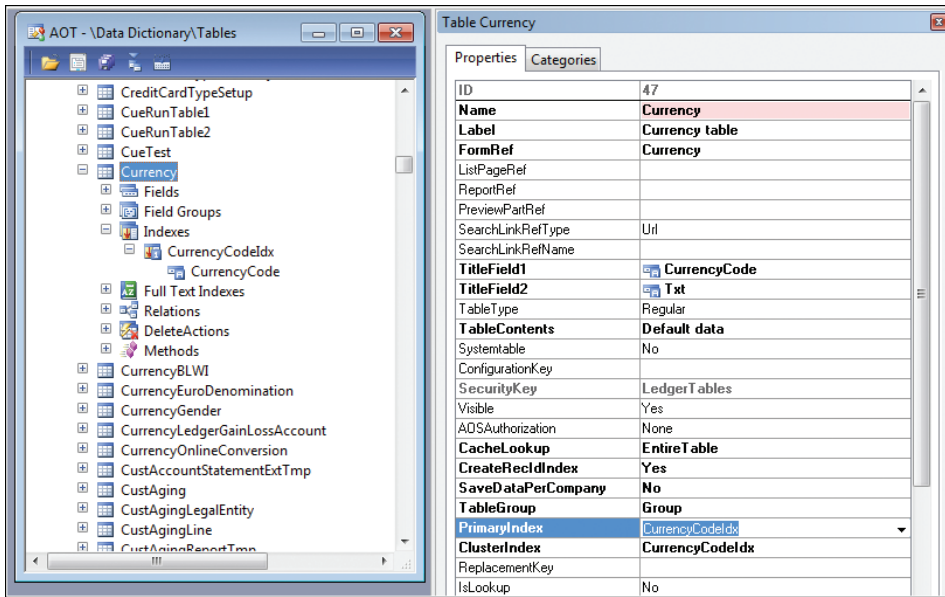 AOT - \Data Dictionary\Tables
CreditCardTypeSetup
CueRunTable1
CueRunTable2
CueTest
Currency
Fields
Field Groups
Indexes
CurrencyCodeIdx
CurrencyCode
Full Text Indexes
Relations
DeleteActions
Methods
CurrencyBLWI
CurrencyEuroDenomination
CurrencyGender
CurrencyLedgerGainLossAccount
CurrencyOnlineConversion
CustAccountStatementExtTmp
CustAging
CustAgingLegalEntity
CustAgingLine
CustAgingReportTmp
Table Currency
Properties Categories
ID 47
Name Currency
Label Currency table
FormRef Currency
ListPageRef
ReportRef
PreviewPartRef
SearchLinkRefType Url
SearchLinkRefName
TitleField1 CurrencyCode
TitleField2 Txt
TableType Regular
TableContents Default data
Systemtable No
ConfigurationKey
SecurityKey LedgerTables
Visible Yes
AOSAuthorization None
CacheLookup EntireTable
CreateRecIdIndex Yes
SaveDataPerCompany No
TableGroup Group
PrimaryIndex CurrencyCodeIdx
ClusterIndex CurrencyCodeIdx
ReplacementKey
IsLookup No